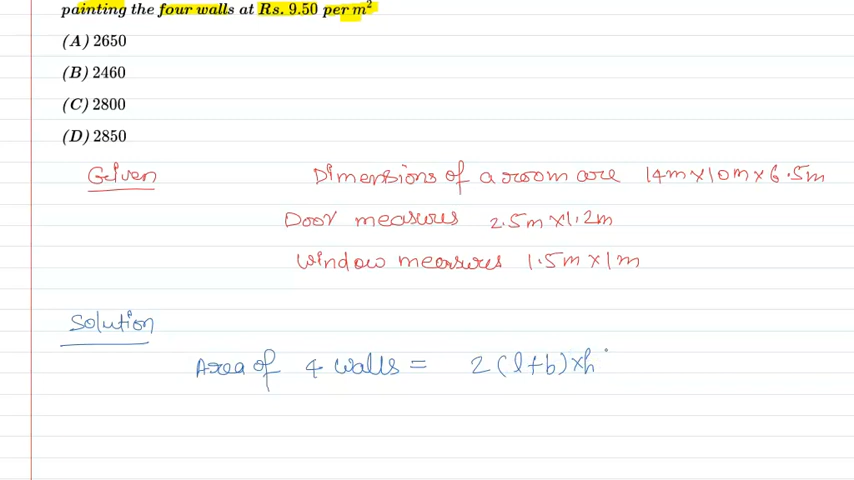 painting the four walls at Rs. 9.50 per m²
(A) 2650
(B) 2460
(C) 2800
(D) 2850
Given Dimensions of a room are 14m×10m×6.5m
Door measures 2.5m×1.2m
Window measures 1.5m×1m
Solution
Area of 4 walls = 2(l+b)×h